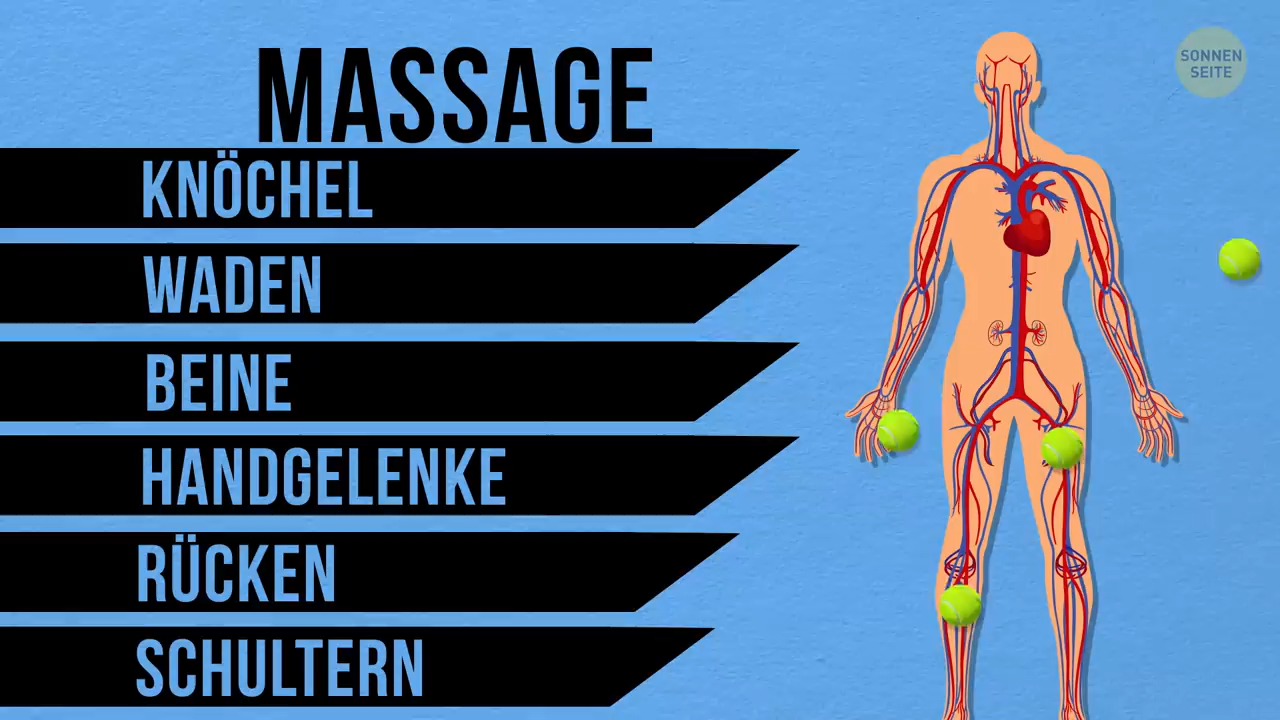 MASSAGE
KNÖCHEL
WADEN
BEINE
HANDGELENKE
RÜCKEN
SCHULTERN
SONNEN
SEITE